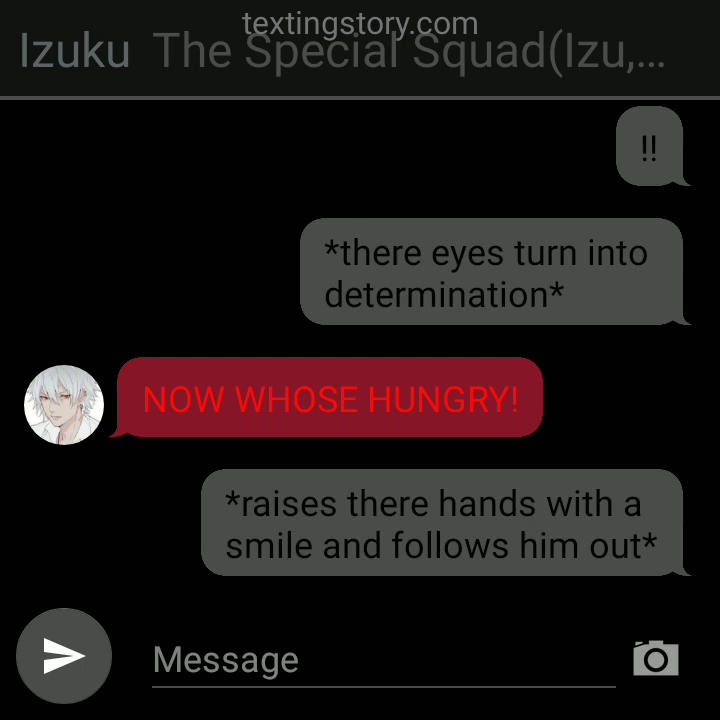 textingstory.com
Izuku The Special Squad(Izu,...
!!
*there eyes turn into
determination*
NOW WHOSE HUNGRY!
*raises there hands with a
smile and follows him out*
Message